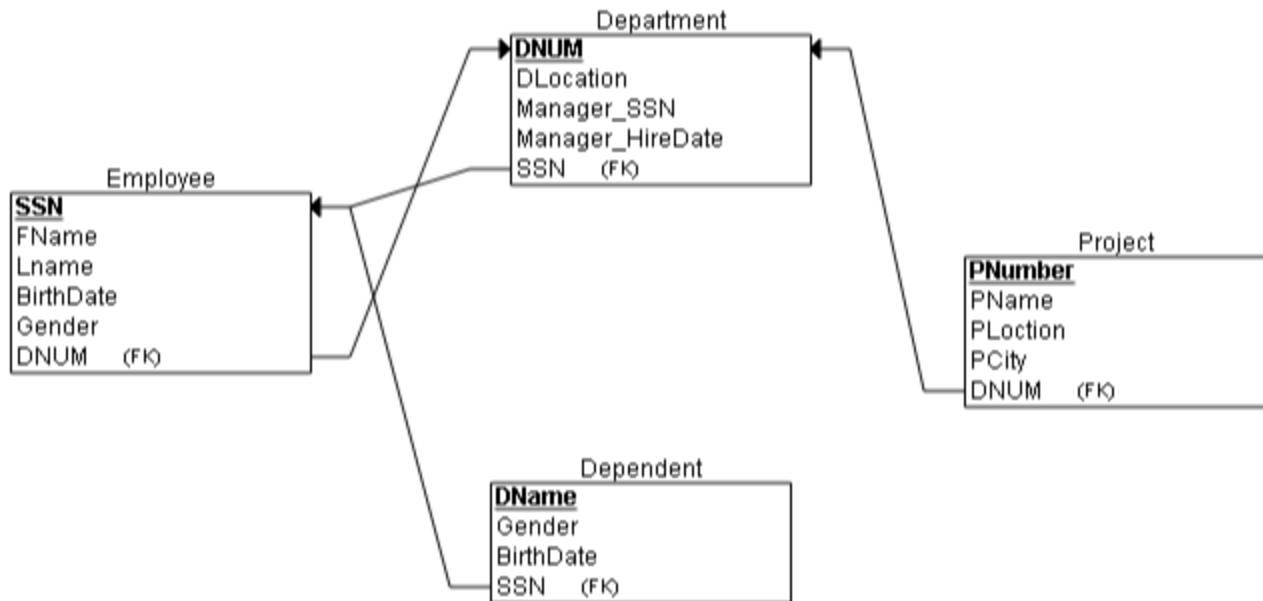 Department
DNUM
DLocation
Manager_SSN
Manager_HireDate
SSN (FK)
Employee
SSN
FName
Lname
BirthDate
Gender
DNUM (FK)
Project
PNumber
PName
PLoction
PCity
DNUM (FK)
Dependent
DName
Gender
BirthDate
SSN (FK)